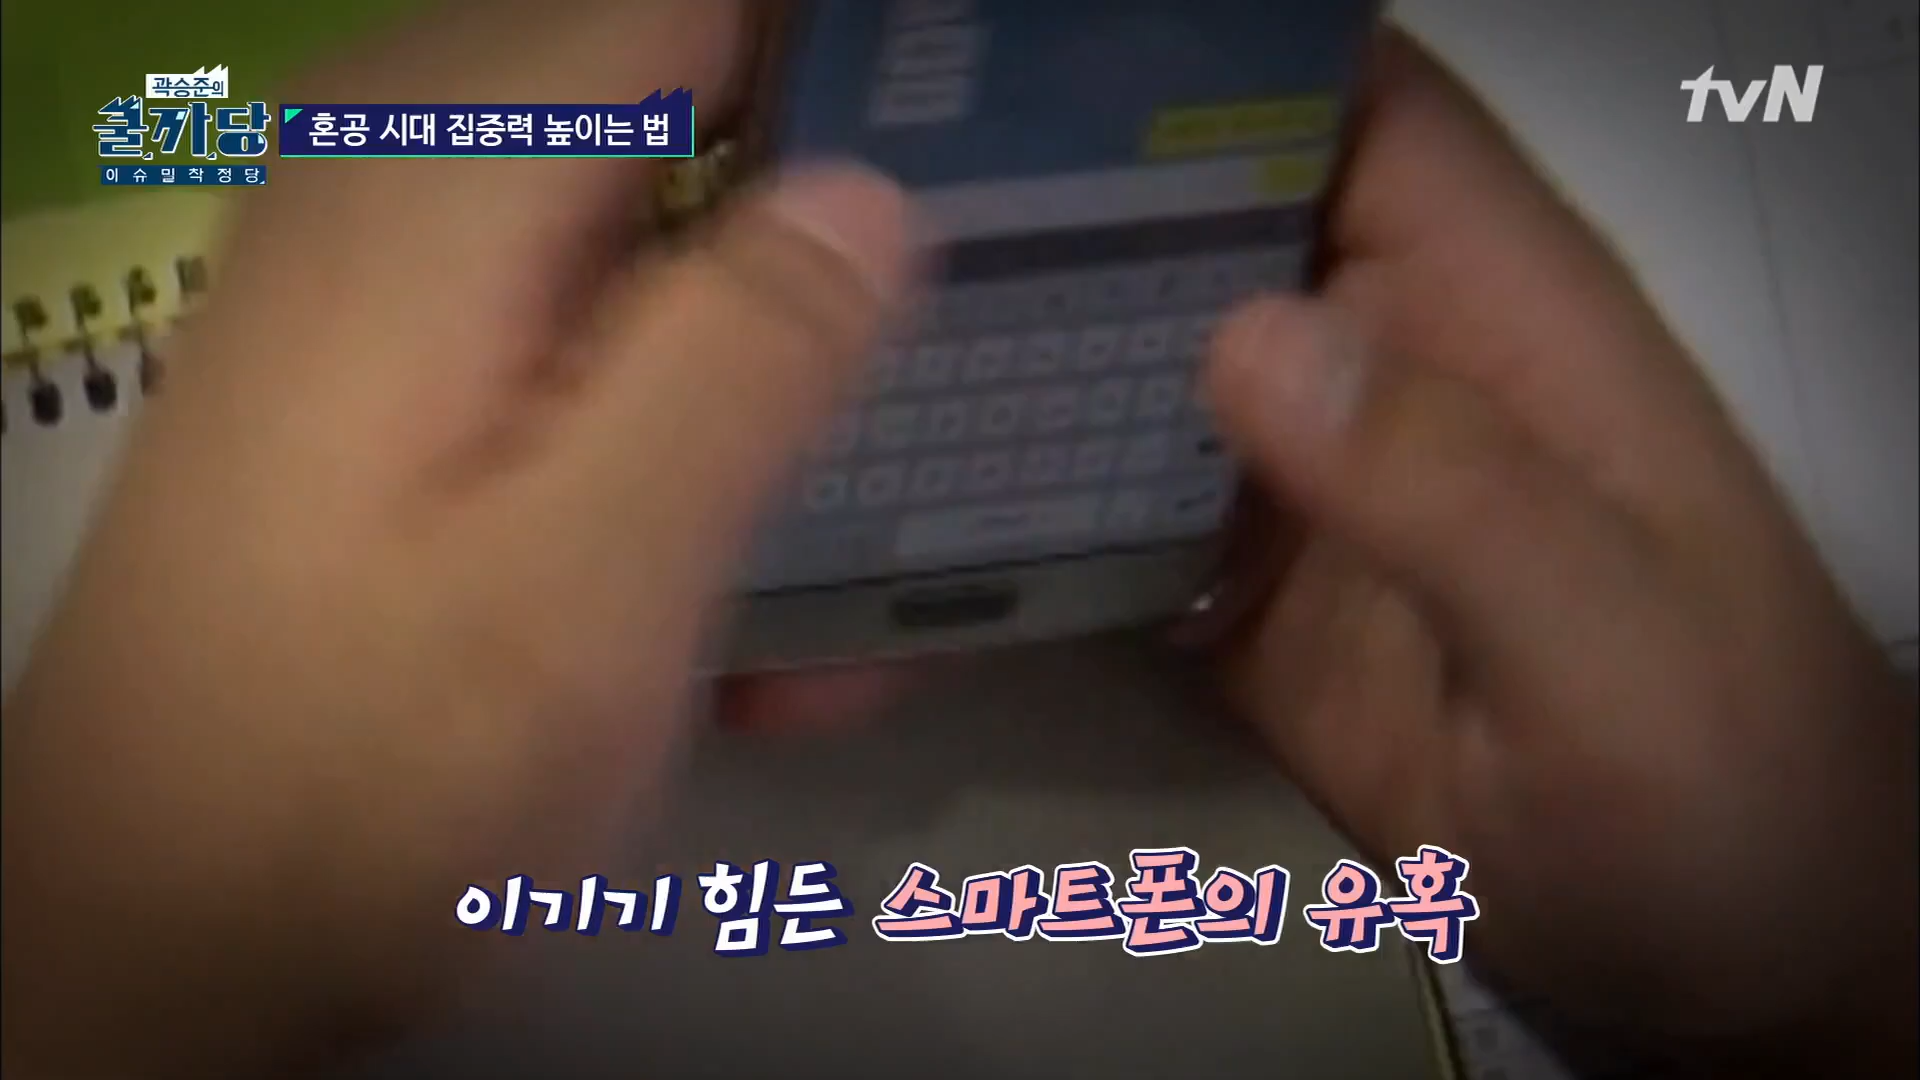 곽승준의
쿨까당
이슈밀착정당
혼공 시대 집중력 높이는 법
tvN
이기기 힘든 스마트폰의 유혹